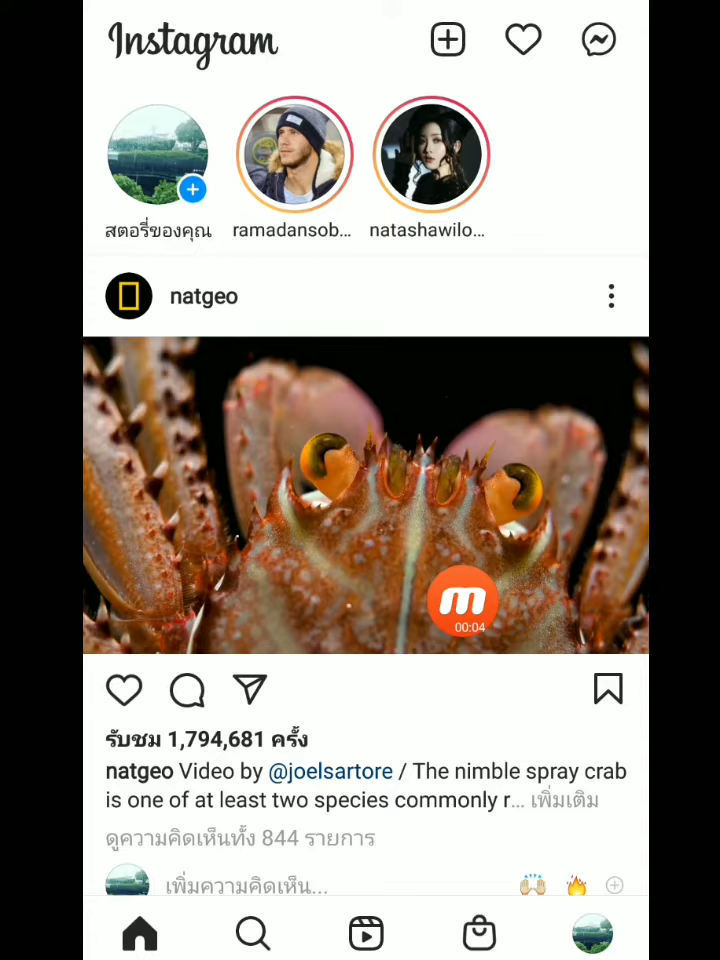 Instagram
สตอรี่ของคุณ
ramadansob...
natashawilo...
natgeo
m
00:04
รับชม 1,794,681 ครั้ง
natgeo Video by @joelsartore / The nimble spray crab
is one of at least two species commonly r... เพิ่มเติม
ดูความคิดเห็นทั้ง 844 รายการ
เพิ่มความคิดเห็น...